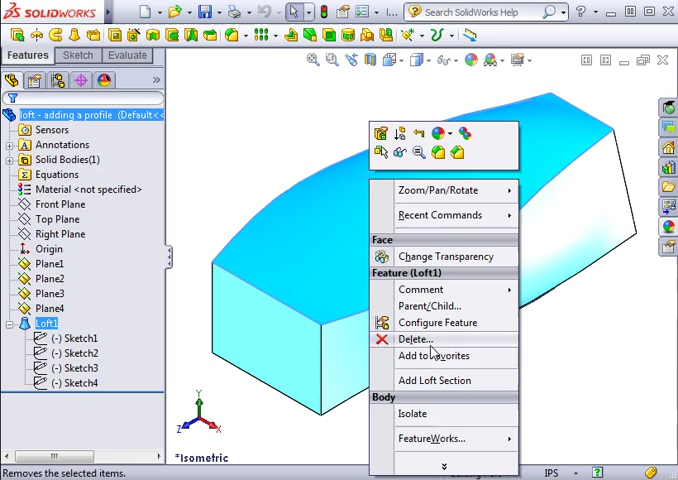 SOLIDWORKS
I...
Search SolidWorks Help
Features
Sketch
Evaluate
loft - adding a profile (Default<<
Sensors
Annotations
Solid Bodies(1)
Equations
Material <not specified>
Front Plane
Top Plane
Right Plane
Origin
Plane1
Plane2
Plane3
Plane4
Loft1
(-) Sketch1
(-) Sketch2
(-) Sketch3
(-) Sketch4
Zoom/Pan/Rotate
Recent Commands
Face
Change Transparency
Feature (Loft1)
Comment
Parent/Child...
Configure Feature
Delete...
Add to Favorites
Add Loft Section
Body
Isolate
FeatureWorks...
Y
Z
X
*Isometric
Removes the selected items.
IPS